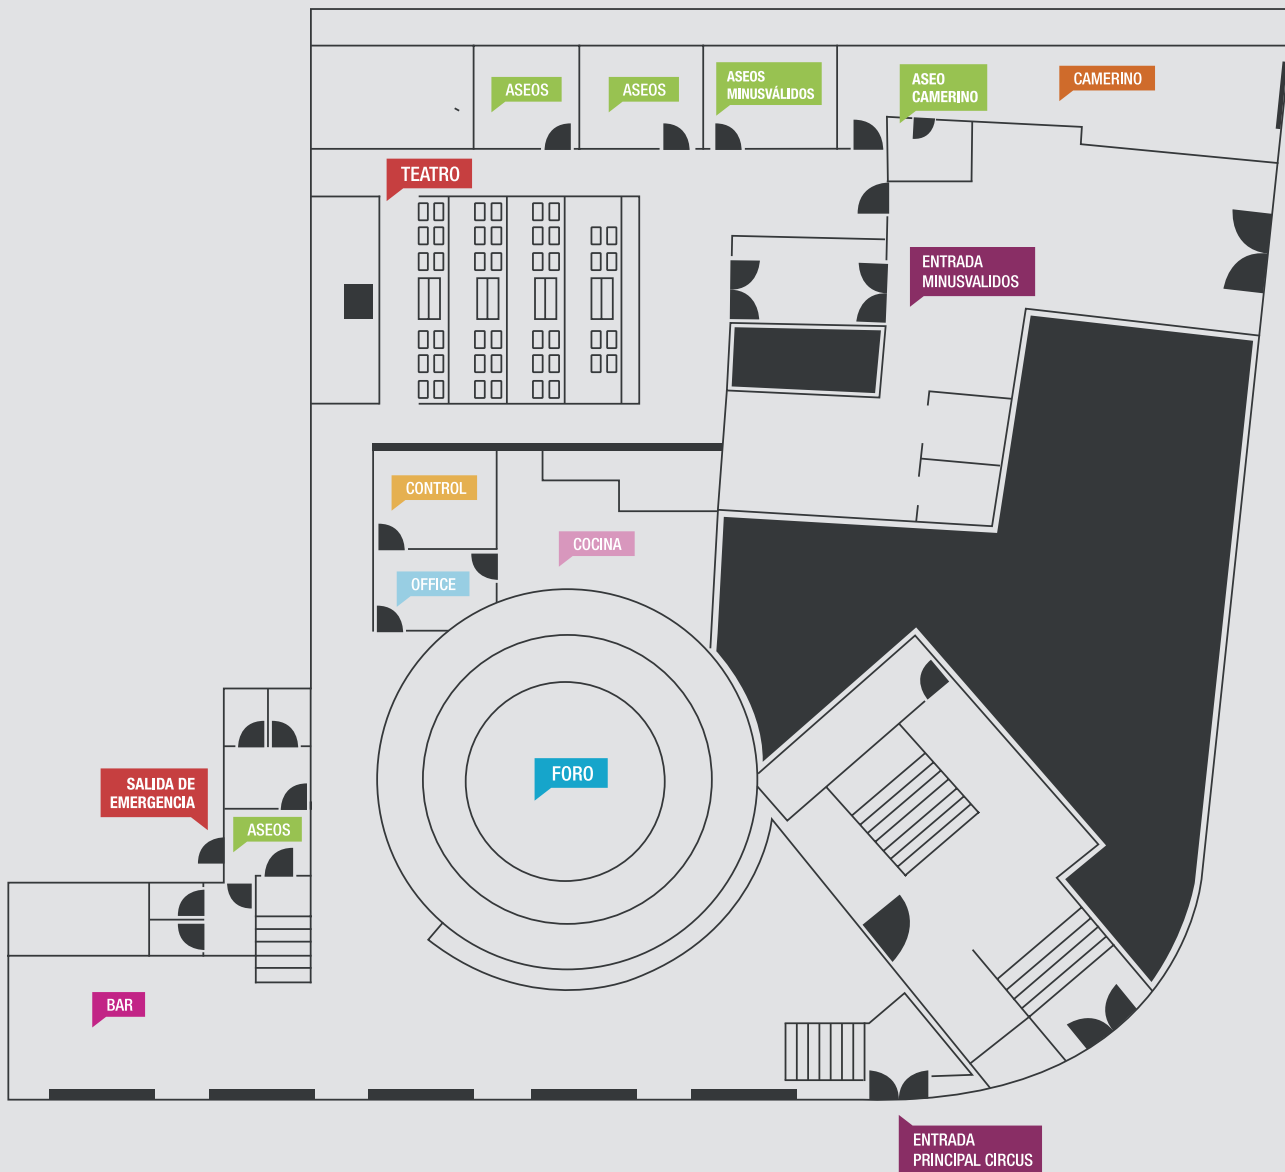 ASEOS
ASEOS
ASEOS
MINUSVÁLIDOS
ASEO
CAMERINO
CAMERINO
TEATRO
ENTRADA
MINUSVALIDOS
CONTROL
COCINA
OFFICE
FORO
SALIDA DE
EMERGENCIA
ASEOS
BAR
ENTRADA
PRINCIPAL CIRCUS